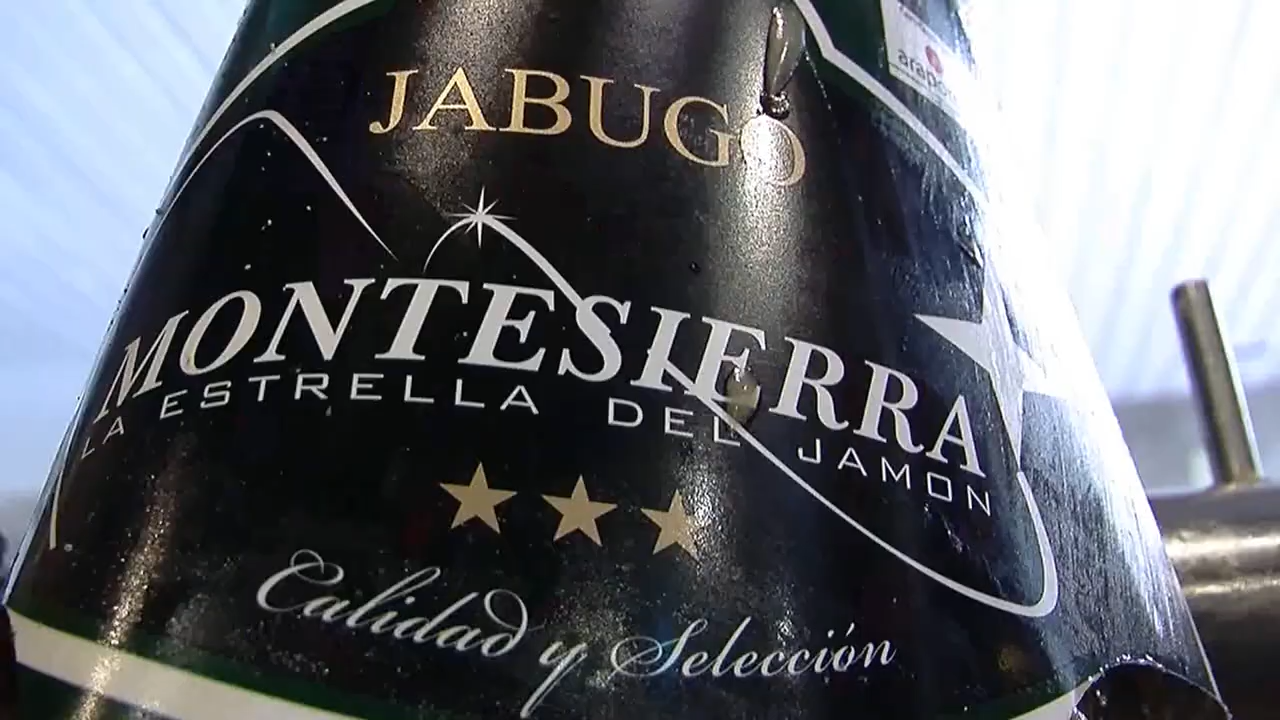 JABUGO
MONTESIERRA
LA ESTRELLA DEL JAMON
Calidad y Selección